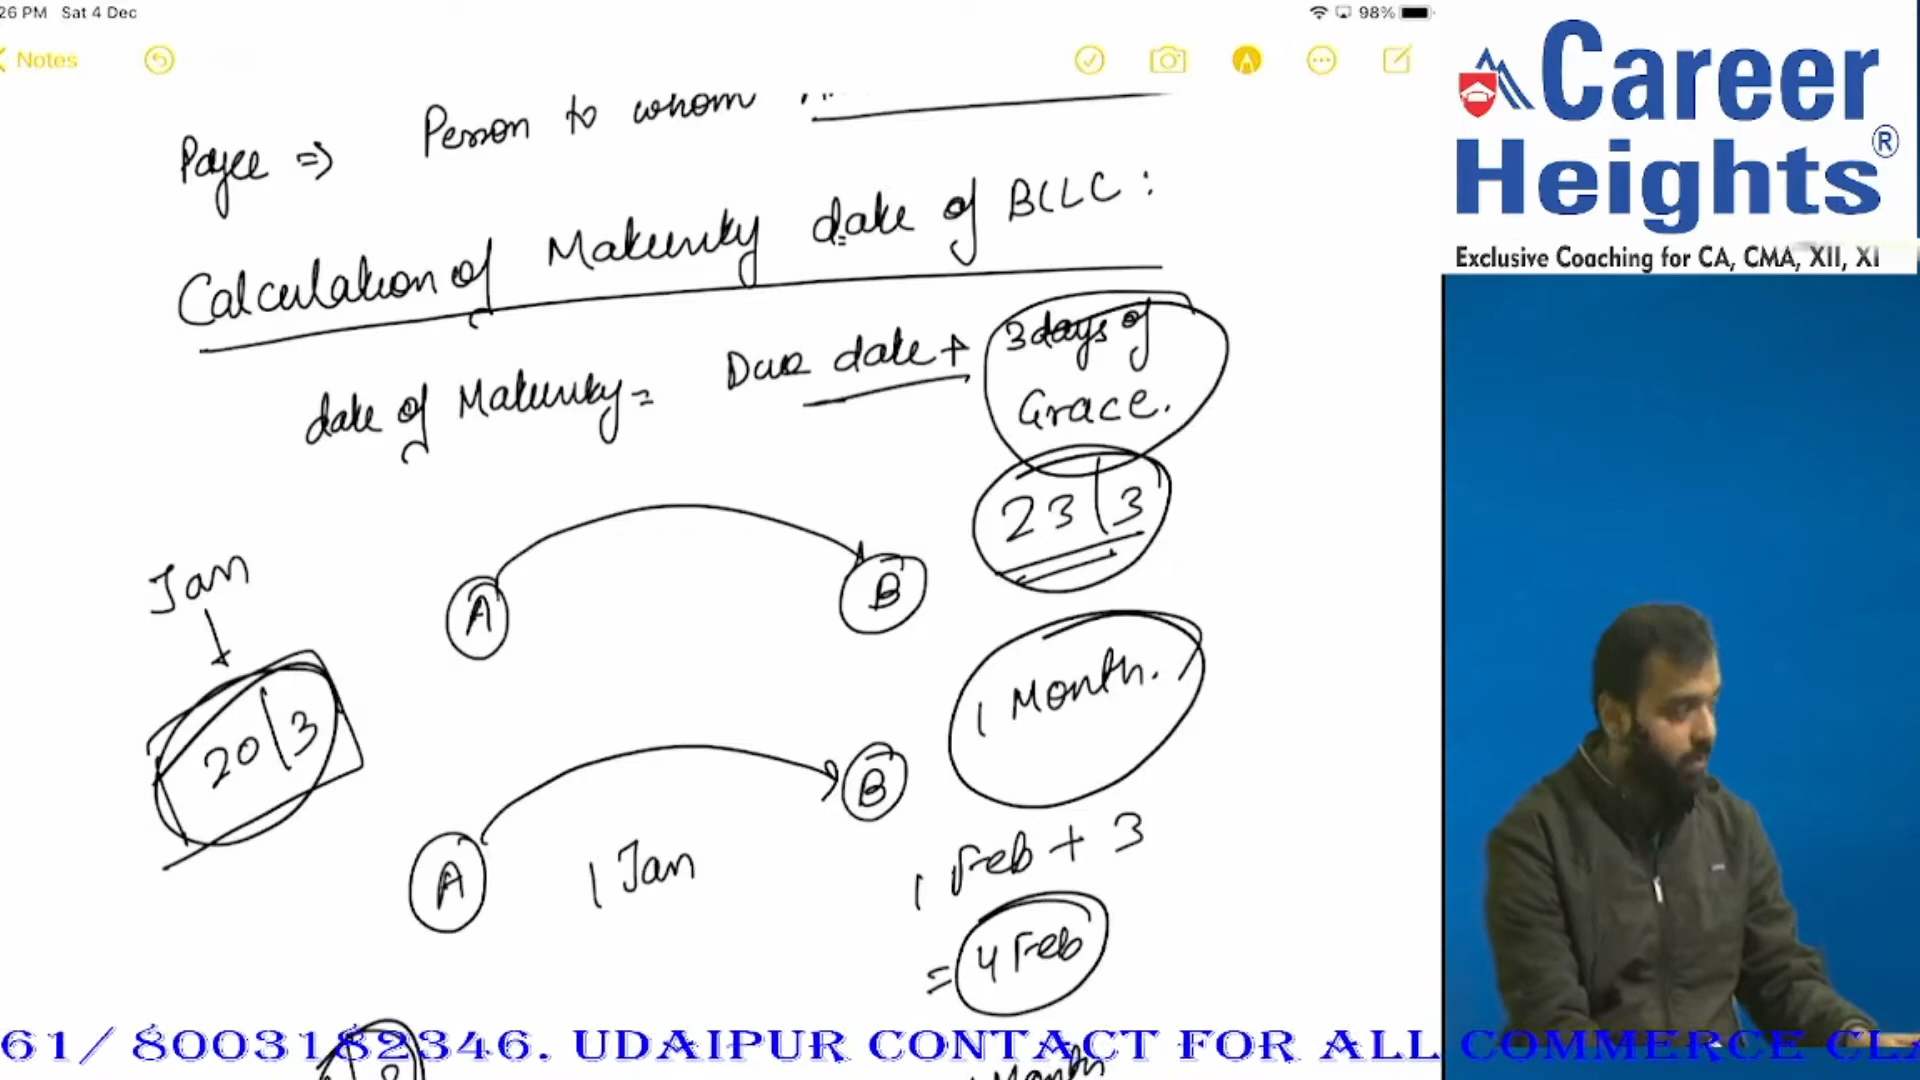 26 PM Sat 4 Dec
98%
Notes
Payee ⇒ Person to whom
Calculation of Maturity date of Bill :
date of Maturity = Due date + 3 days of
Grace.
23|3
Jan
A B
1 Month.
20|3
A B
1 Jan
1 Feb + 3
= 4 Feb
Month
Career
Heights®
Exclusive Coaching for CA, CMA, XII, XI
61/ 8003182346. UDAIPUR CONTACT FOR ALL COMMERCE CLA